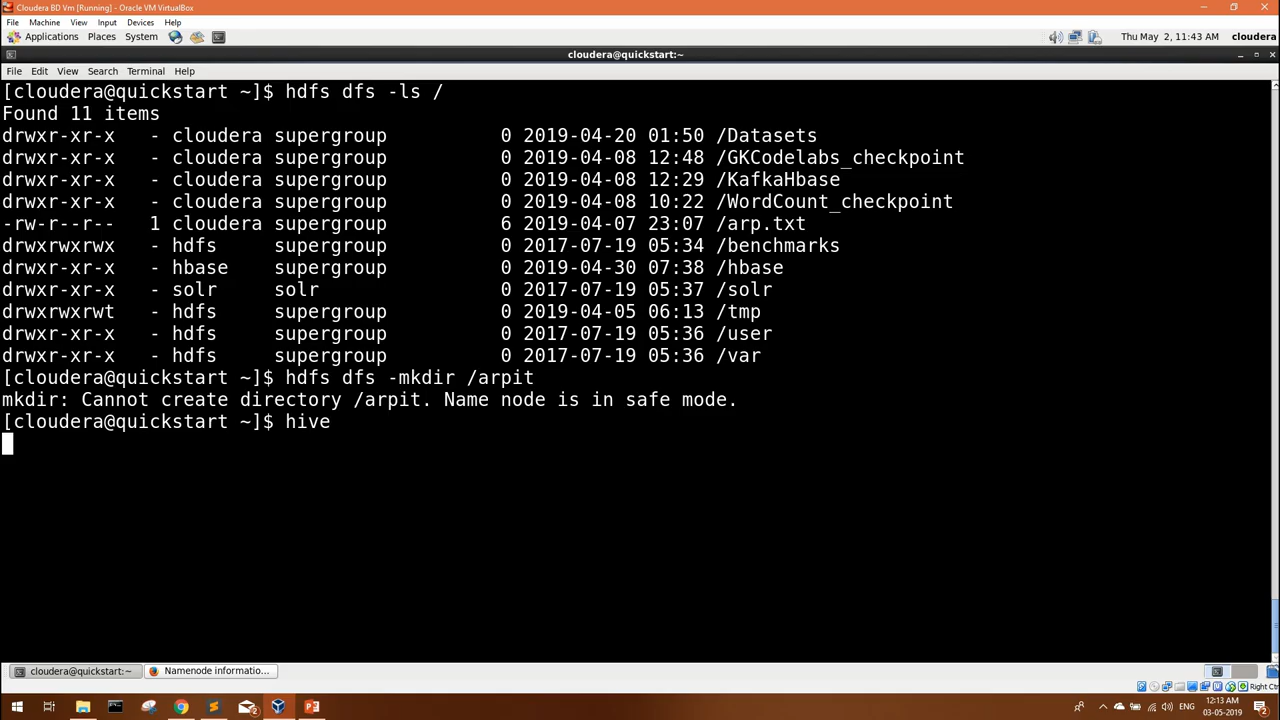 Cloudera BD Vm [Running] - Oracle VM VirtualBox
File Machine View Input Devices Help
Applications Places System Thu May 2, 11:43 AM cloudera
cloudera@quickstart:~
File Edit View Search Terminal Help
[cloudera@quickstart ~]$ hdfs dfs -ls /
Found 11 items
drwxr-xr-x - cloudera supergroup 0 2019-04-20 01:50 /Datasets
drwxr-xr-x - cloudera supergroup 0 2019-04-08 12:48 /GKCodelabs_checkpoint
drwxr-xr-x - cloudera supergroup 0 2019-04-08 12:29 /KafkaHbase
drwxr-xr-x - cloudera supergroup 0 2019-04-08 10:22 /WordCount_checkpoint
-rw-r--r-- 1 cloudera supergroup 6 2019-04-07 23:07 /arp.txt
drwxrwxrwx - hdfs supergroup 0 2017-07-19 05:34 /benchmarks
drwxr-xr-x - hbase supergroup 0 2019-04-30 07:38 /hbase
drwxr-xr-x - solr solr 0 2017-07-19 05:37 /solr
drwxrwxrwt - hdfs supergroup 0 2019-04-05 06:13 /tmp
drwxr-xr-x - hdfs supergroup 0 2017-07-19 05:36 /user
drwxr-xr-x - hdfs supergroup 0 2017-07-19 05:36 /var
[cloudera@quickstart ~]$ hdfs dfs -mkdir /arpit
mkdir: Cannot create directory /arpit. Name node is in safe mode.
[cloudera@quickstart ~]$ hive
cloudera@quickstart:~ Namenode informatio...
Right Ctr
ENG 12:13 AM
03-05-2019 2